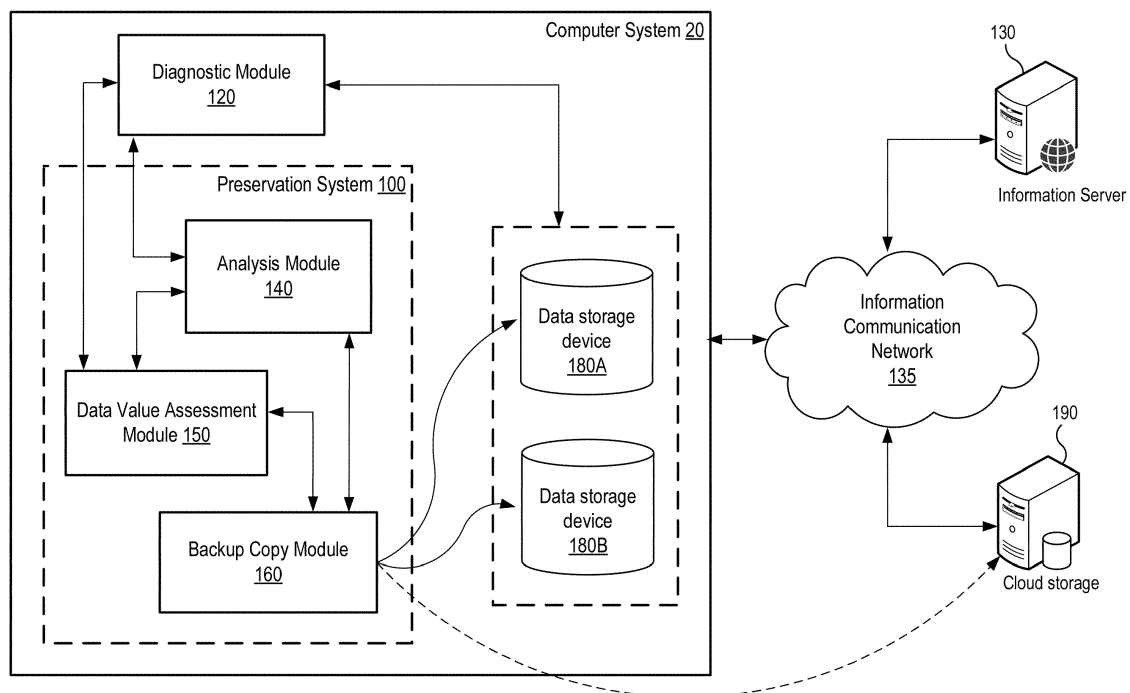 Computer System 20
Diagnostic Module
120
Preservation System 100
Analysis Module
140
Data Value Assessment
Module 150
Backup Copy Module
160
Data storage
device
180A
Data storage
device
180B
130
Information Server
Information
Communication
Network
135
190
Cloud storage